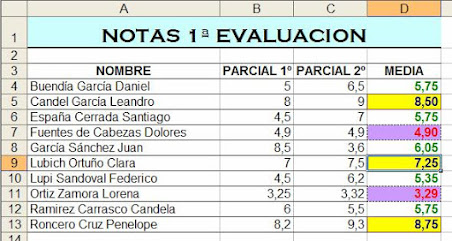 A B C D
1 NOTAS 1ª EVALUACION
2
3 NOMBRE PARCIAL 1º PARCIAL 2º MEDIA
4 Buendía García Daniel 5 6,5 5,75
5 Candel García Leandro 8 9 8,50
6 España Cerrada Santiago 4,5 7 5,75
7 Fuentes de Cabezas Dolores 4,9 4,9 4,90
8 García Sánchez Juan 8,5 3,6 6,05
9 Lubich Ortuño Clara 7 7,5 7,25
10 Lupi Sandoval Federico 4,5 6,2 5,35
11 Ortiz Zamora Lorena 3,25 3,32 3,29
12 Ramirez Carrasco Candela 6 5,5 5,75
13 Roncero Cruz Penelope 8,2 9,3 8,75